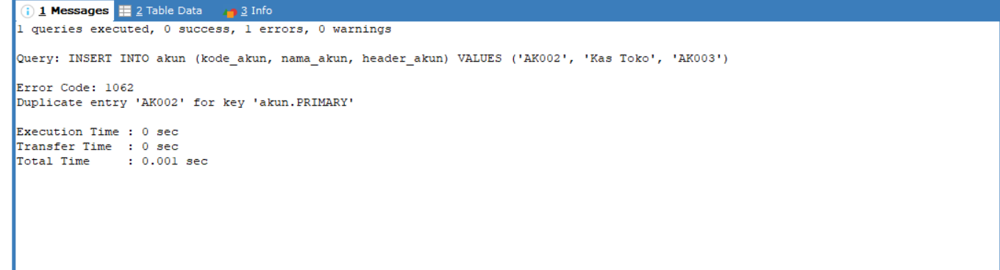 1 Messages 2 Table Data 3 Info
1 queries executed, 0 success, 1 errors, 0 warnings
Query: INSERT INTO akun (kode_akun, nama_akun, header_akun) VALUES ('AK002', 'Kas Toko', 'AK003')
Error Code: 1062
Duplicate entry 'AK002' for key 'akun.PRIMARY'
Execution Time : 0 sec
Transfer Time  : 0 sec
Total Time     : 0.001 sec